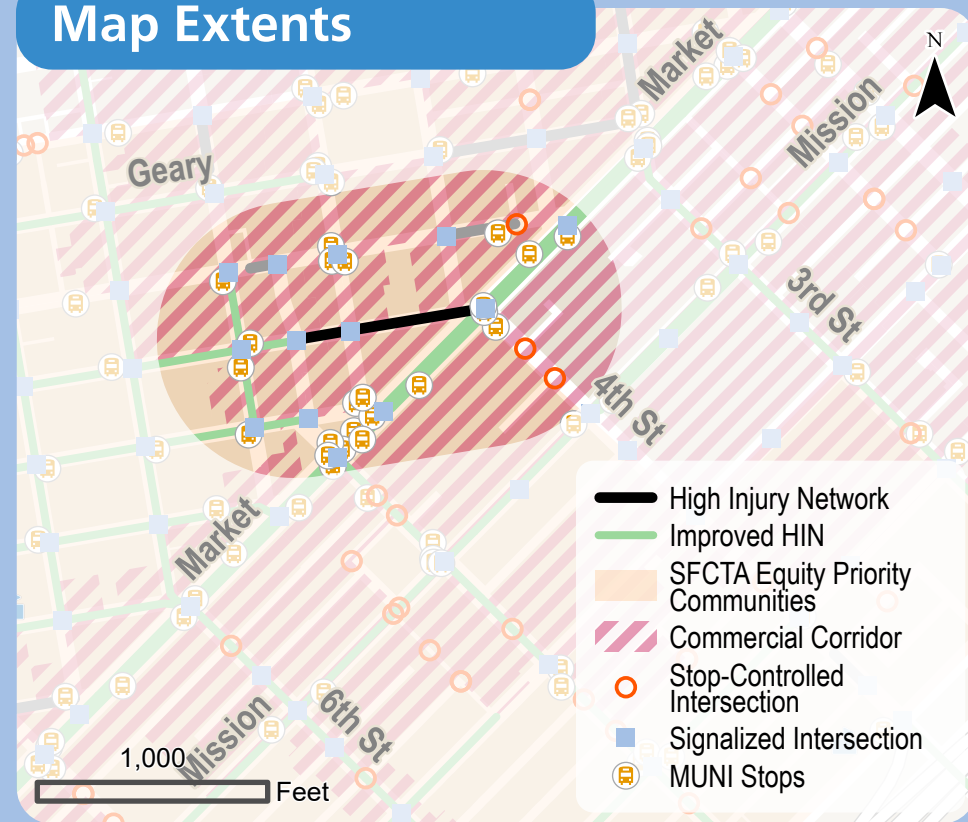 Map Extents
N
Market
Mission
Geary
3rd St
4th St
Market
6th St
Mission
1,000
Feet
High Injury Network
Improved HIN
SFCTA Equity Priority
Communities
Commercial Corridor
Stop-Controlled
Intersection
Signalized Intersection
MUNI Stops